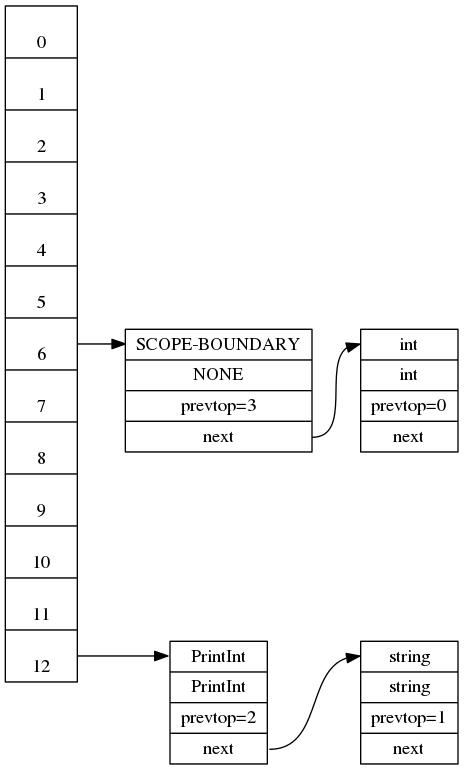 0
1
2
3
4
5
6
7
8
9
10
11
12
SCOPE-BOUNDARY
NONE
prevtop=3
next
int
int
prevtop=0
next
PrintInt
PrintInt
prevtop=2
next
string
string
prevtop=1
next